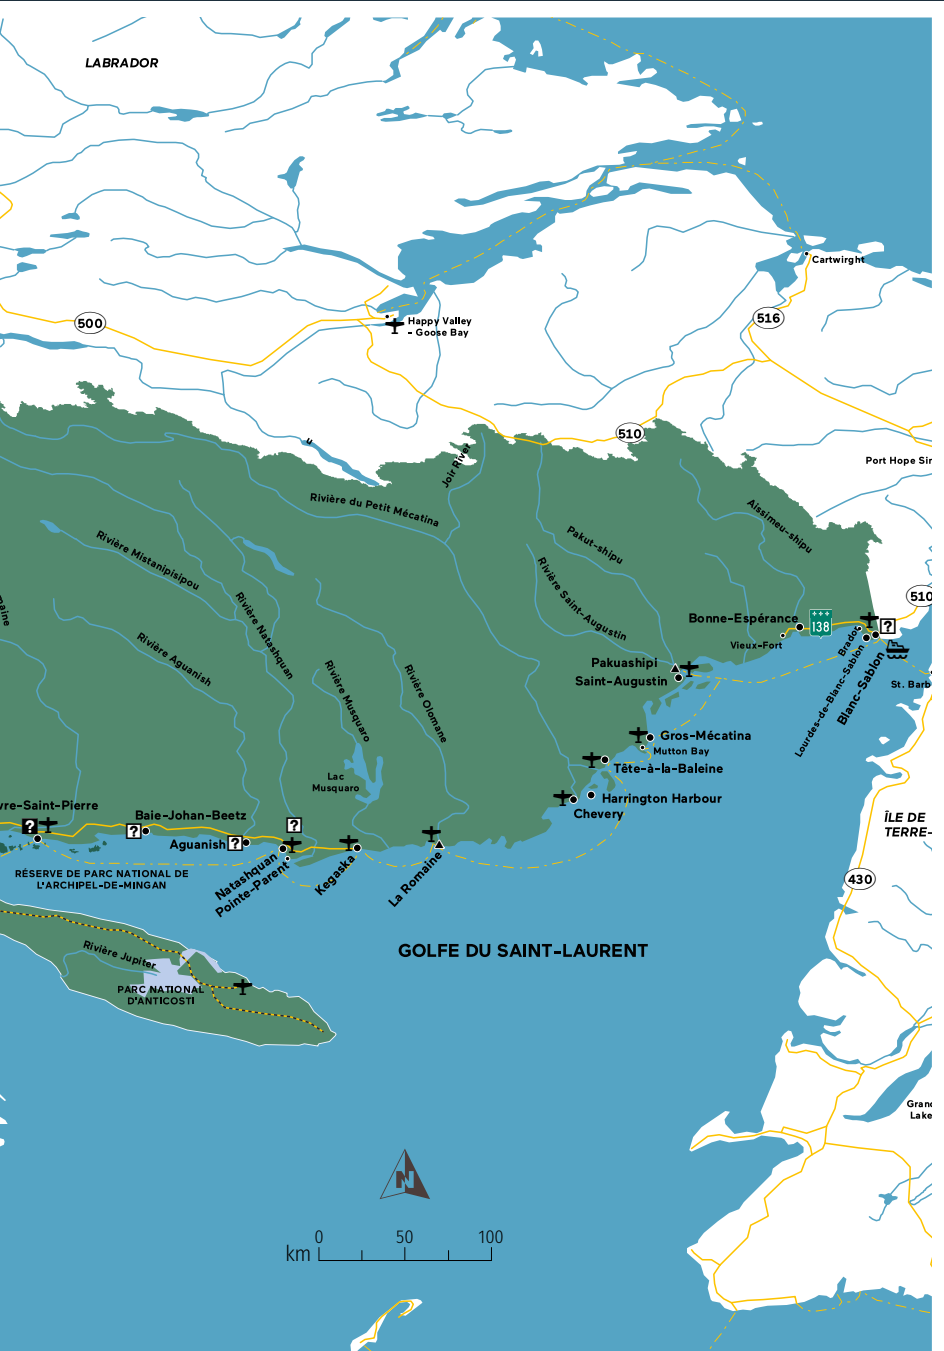 LABRADOR
Cartwirght
500
Happy Valley
- Goose Bay
516
510
u
Port Hope Sir
Joir River
Rivière du Petit Mécatina
Aissimeu-shipu
Pakut-shipu
Rivière Mistanipisipou
Rivière Saint-Augustin
Rivière Natashquan
maine
510
Bonne-Espérance
138
Vieux-Fort
Rivière Aguanish
Rivière Musquaro
Rivière Olomane
Pakuashipi
Saint-Augustin
Brador
Lourdes-de-Blanc-Sablon
Blanc-Sablon
St. Barb
Gros-Mécatina
Mutton Bay
Tête-à-la-Baleine
Lac
Musquaro
Harrington Harbour
Chevery
vre-Saint-Pierre
Baie-Johan-Beetz
Aguanish
Natashquan
Pointe-Parent
Kegaska
La Romaine
ÎLE DE
TERRE-
RÉSERVE DE PARC NATIONAL DE
L'ARCHIPEL-DE-MINGAN
430
GOLFE DU SAINT-LAURENT
Rivière Jupiter
PARC NATIONAL
D'ANTICOSTI
Grand
Lake
N
0 50 100
km